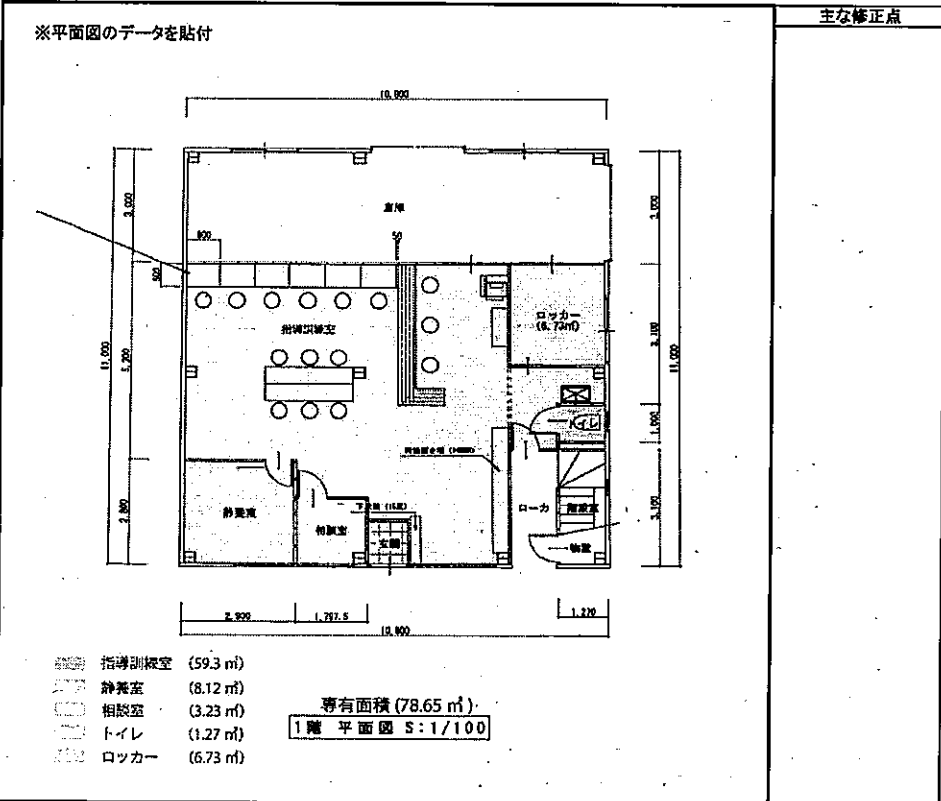 主な修正点
※平面図のデータを貼付
10,800
倉庫
800
50
500
3,000
3,000
ロッカー
(6.73㎡)
指導訓練室
11,000
5,200
3,100
11,000
トイレ
1,000
静養室
相談室
玄関
ローカ
階段室
物置
2,800
3,100
2,900
1,797.5
1,270
10,800
指導訓練室 (59.3 ㎡)
静養室 (8.12 ㎡)
相談室 (3.23 ㎡)
トイレ (1.27 ㎡)
ロッカー (6.73 ㎡)
専有面積 (78.65 ㎡)
1階 平面図 S:1/100